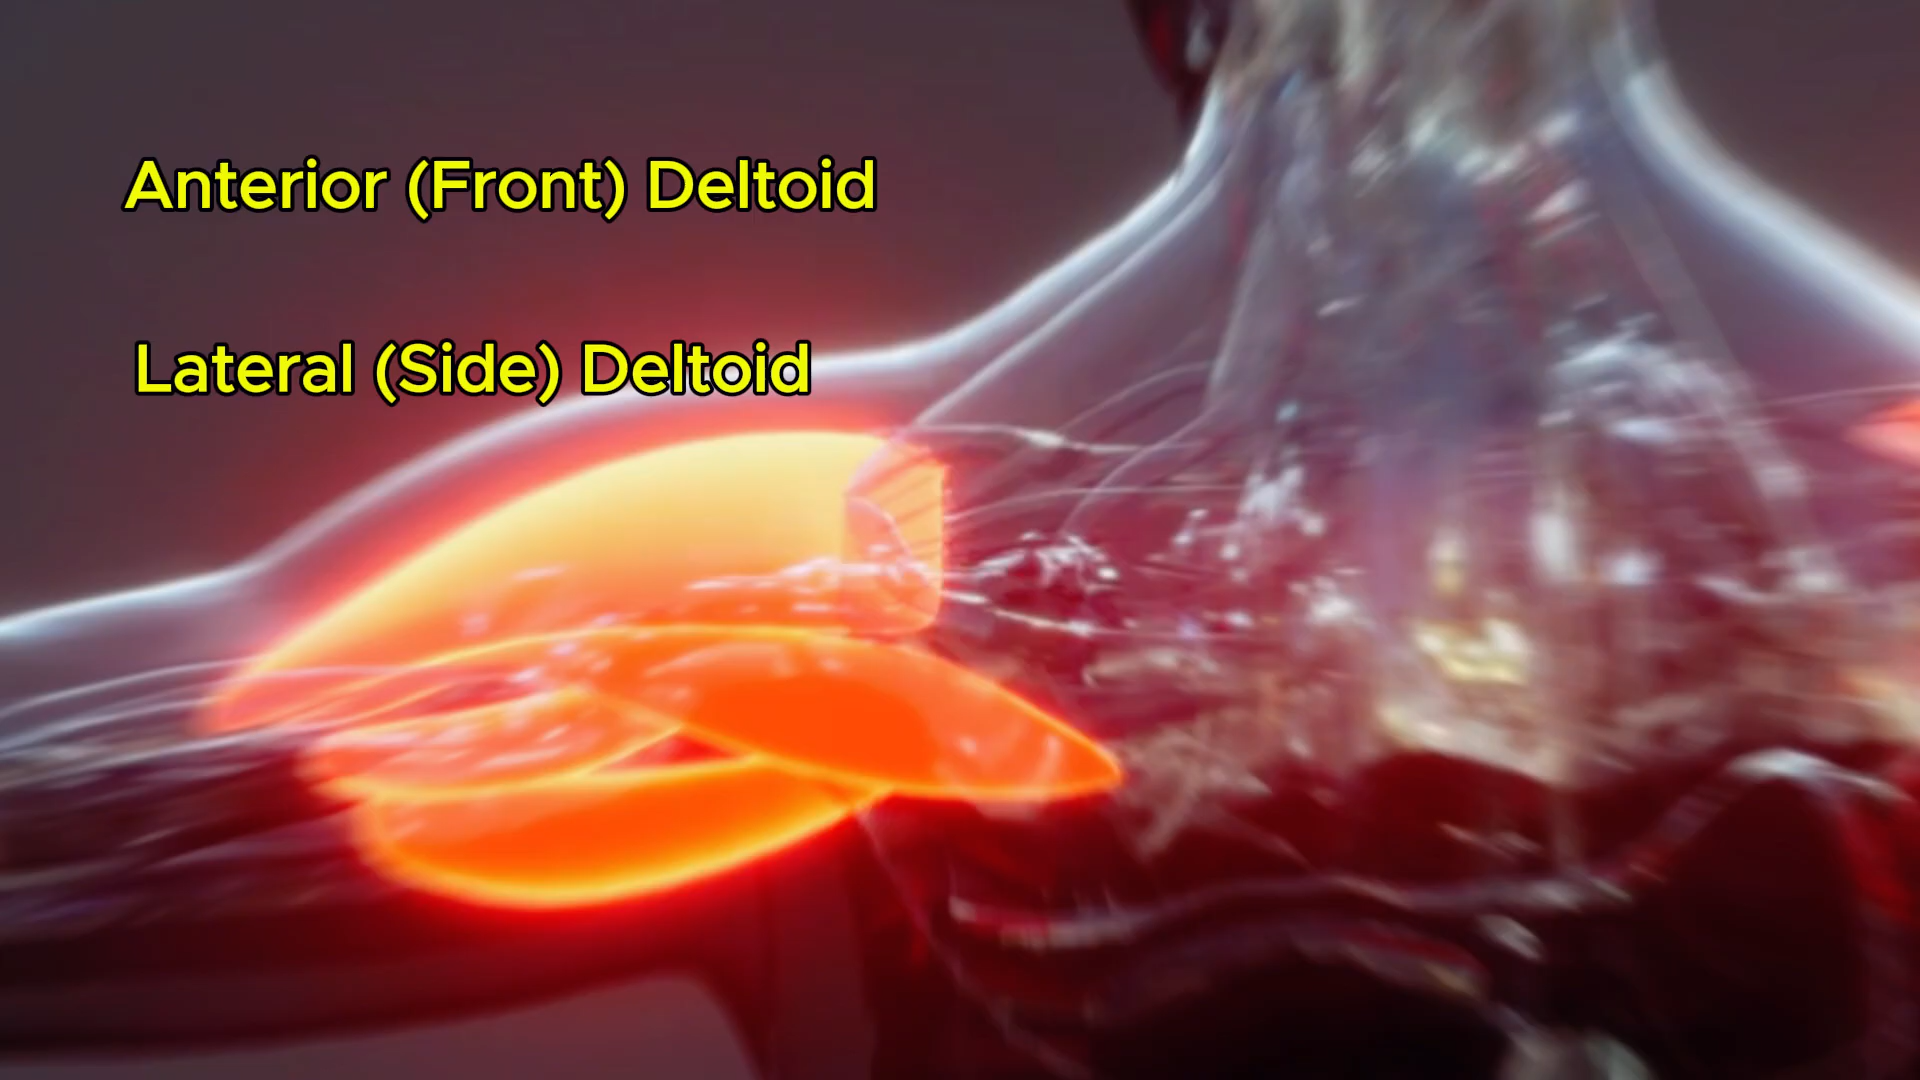 Anterior (Front) Deltoid
Lateral (Side) Deltoid